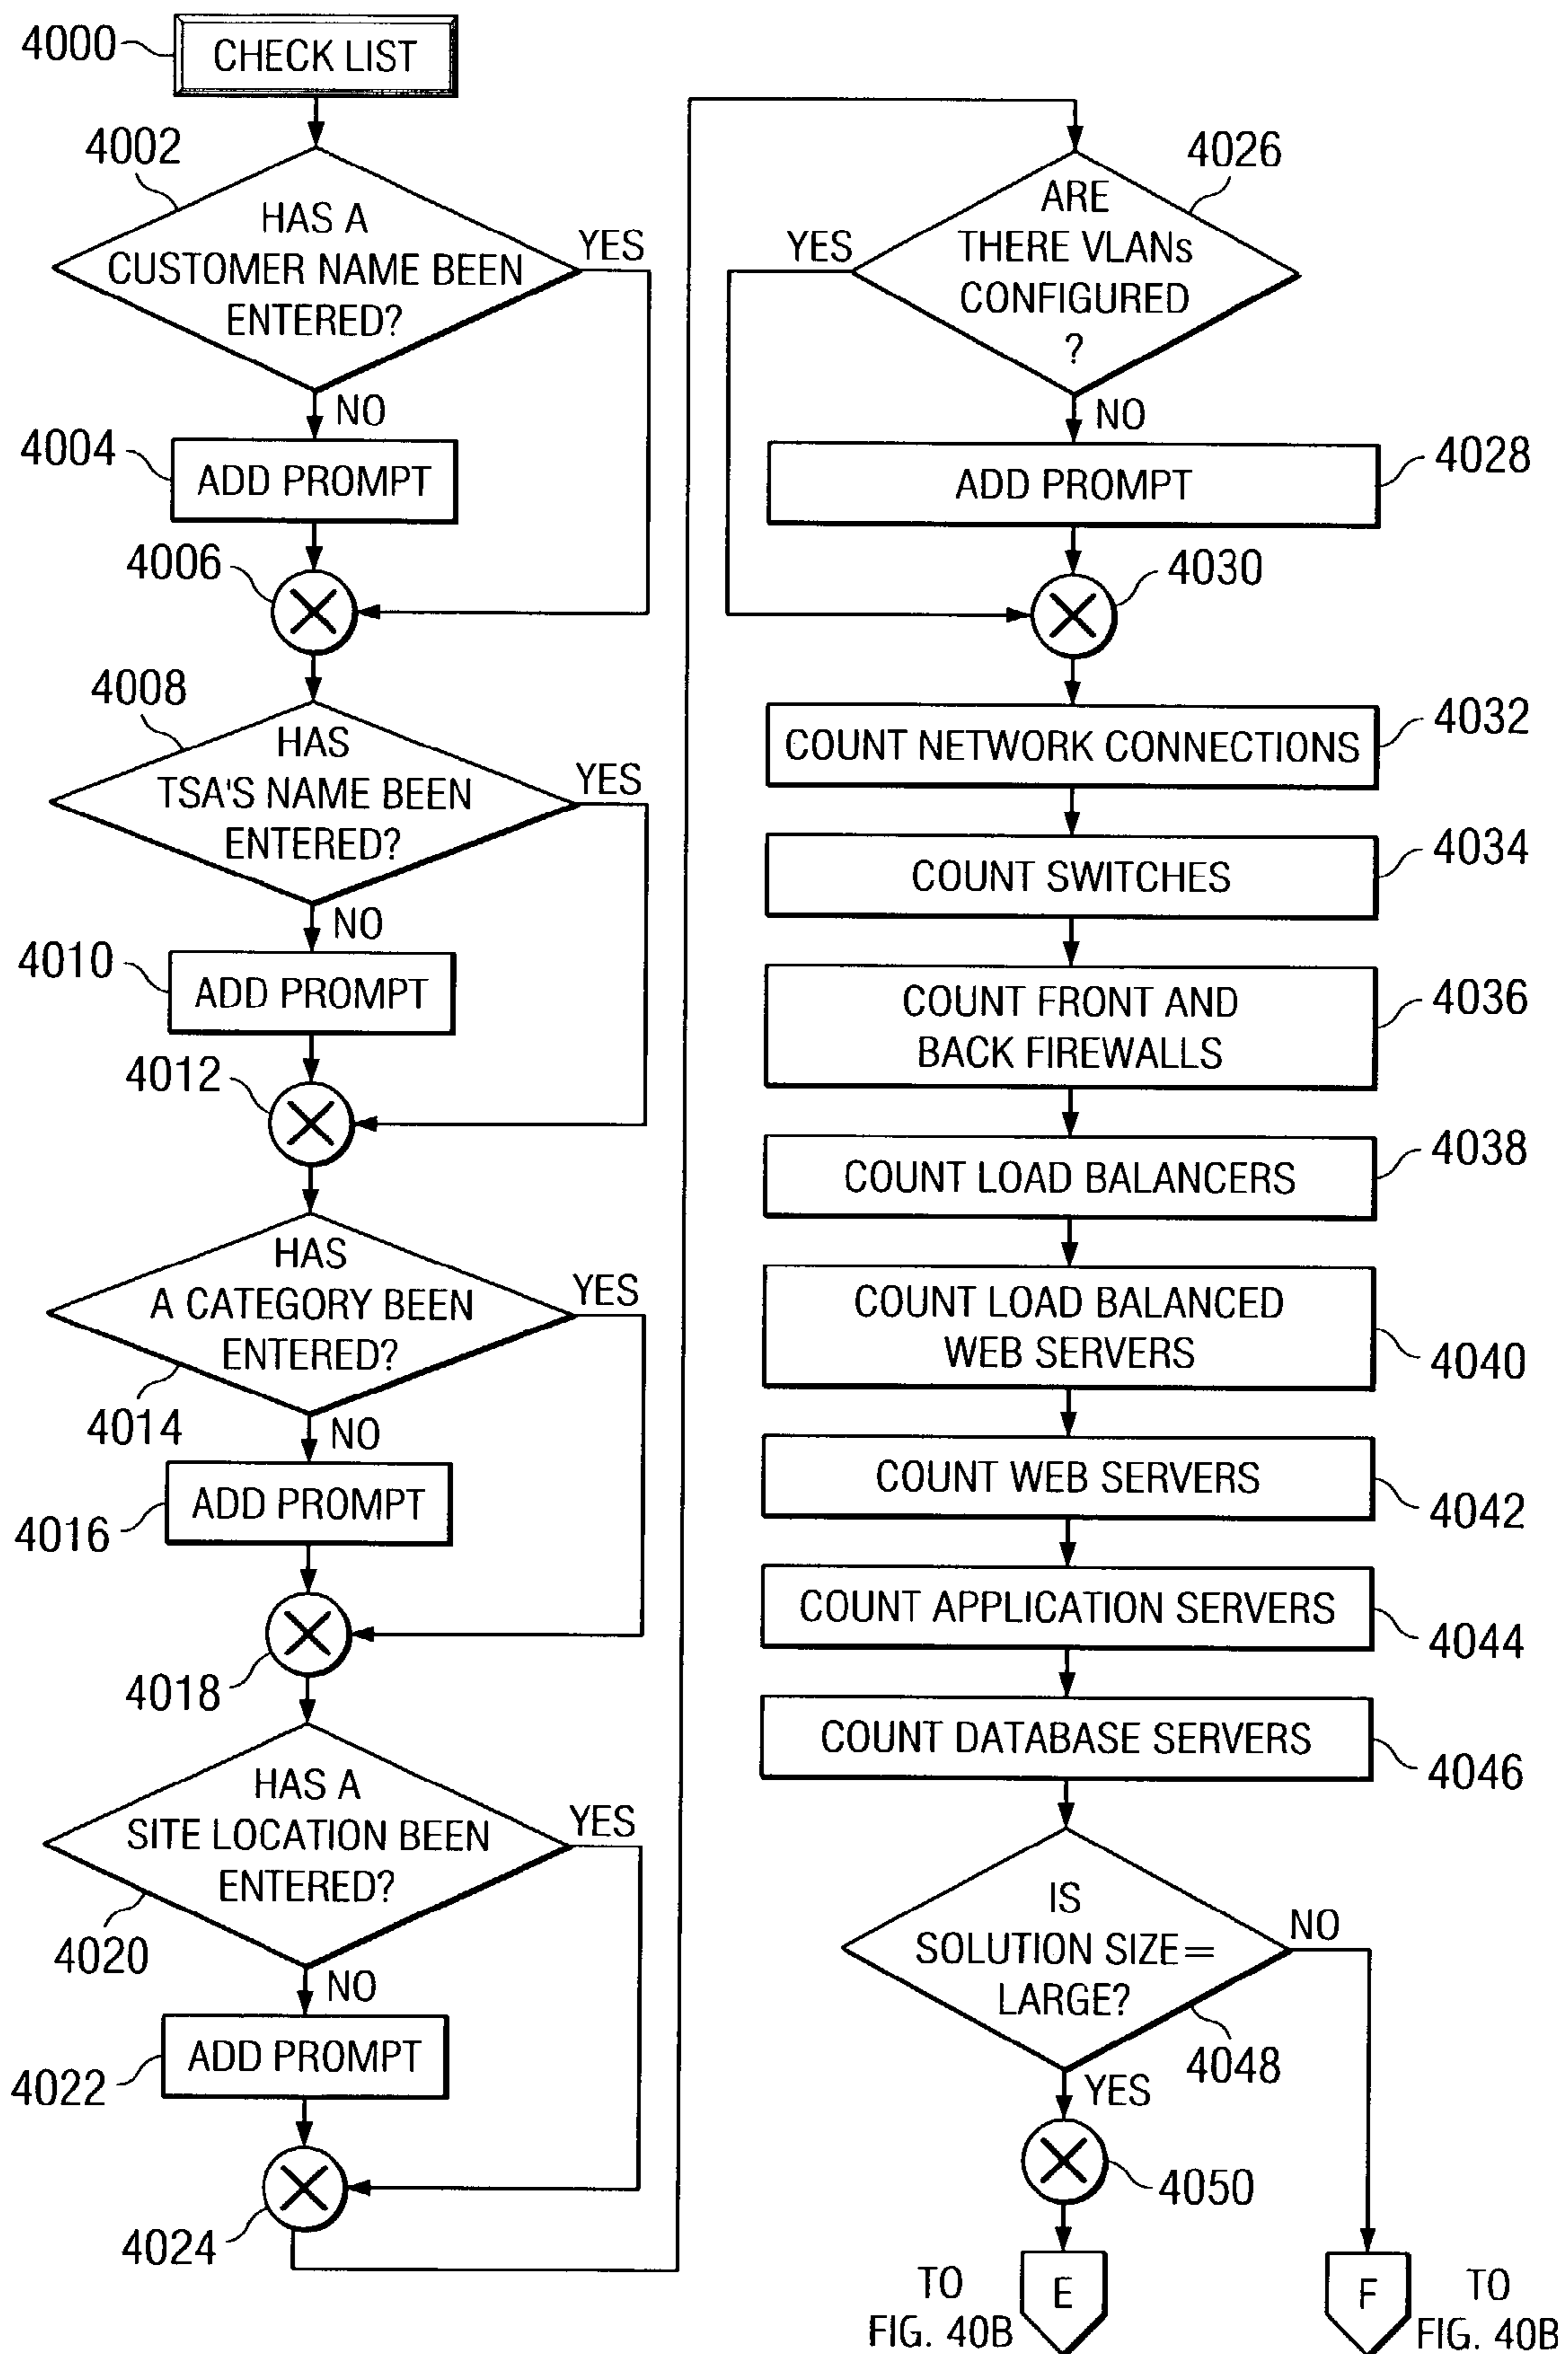 4000
CHECK LIST
4002
HAS A
CUSTOMER NAME BEEN
ENTERED?
YES
NO
4004
ADD PROMPT
4006
4008
HAS
TSA'S NAME BEEN
ENTERED?
YES
NO
4010
ADD PROMPT
4012
HAS
A CATEGORY BEEN
ENTERED?
YES
4014
NO
ADD PROMPT
4016
4018
HAS A
SITE LOCATION BEEN
ENTERED?
YES
4020
NO
ADD PROMPT
4022
4024
4026
ARE
THERE VLANs
CONFIGURED
?
YES
NO
ADD PROMPT
4028
4030
COUNT NETWORK CONNECTIONS
4032
COUNT SWITCHES
4034
COUNT FRONT AND
BACK FIREWALLS
4036
COUNT LOAD BALANCERS
4038
COUNT LOAD BALANCED
WEB SERVERS
4040
COUNT WEB SERVERS
4042
COUNT APPLICATION SERVERS
4044
COUNT DATABASE SERVERS
4046
IS
SOLUTION SIZE=
LARGE?
NO
4048
YES
4050
TO
FIG. 40B
E
F
TO
FIG. 40B